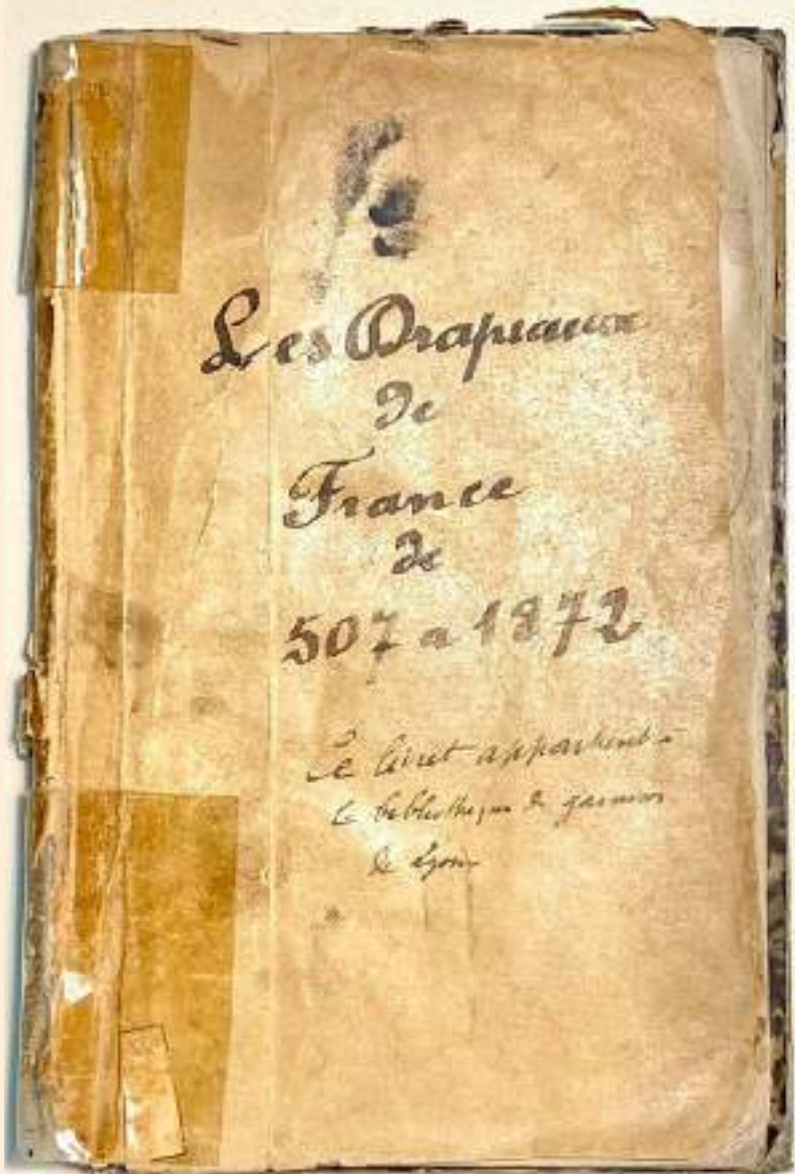 Les Drapeaux
de
France
de
507 a 1872
Ce livret appartient a
la bibliotheque de garnison
de Lyon